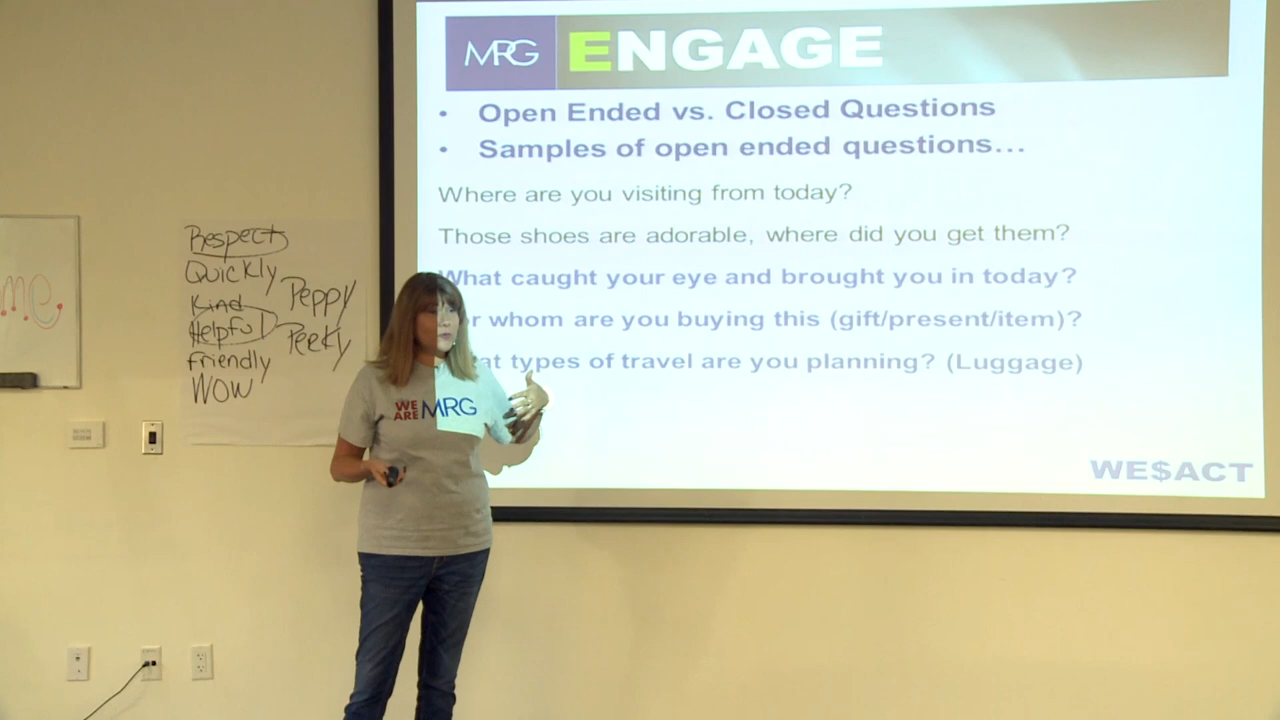 MRG ENGAGE
• Open Ended vs. Closed Questions
• Samples of open ended questions…
Where are you visiting from today?
Those shoes are adorable, where did you get them?
What caught your eye and brought you in today?
whom are you buying this (gift/present/item)?
types of travel are you planning? (Luggage)
WE$ACT
Respect
Quickly
Kind
Helpful
friendly
WOW
Peppy
Perky
me.
WE ARE MRG